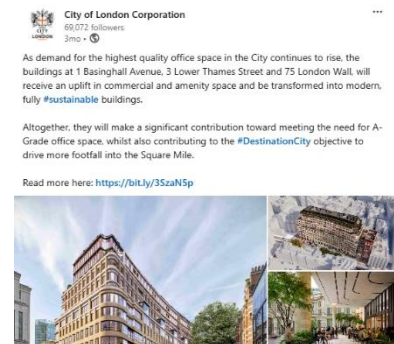 City of London Corporation
69,072 followers
3mo •
CITY
LONDON
As demand for the highest quality office space in the City continues to rise, the
buildings at 1 Basinghall Avenue, 3 Lower Thames Street and 75 London Wall, will
receive an uplift in commercial and amenity space and be transformed into modern,
fully #sustainable buildings.
Altogether, they will make a significant contribution toward meeting the need for A-
Grade office space, whilst also contributing to the #DestinationCity objective to
drive more footfall into the Square Mile.
Read more here: https://bit.ly/3SzaN5p